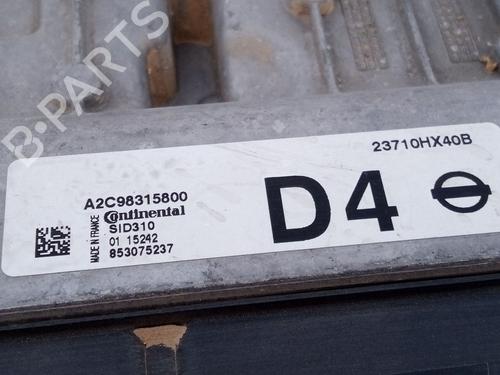 B-PARTS
23710HX40B
A2C98315800
Continental
SID310
01 15242
853075237
MADE IN FRANCE
D4